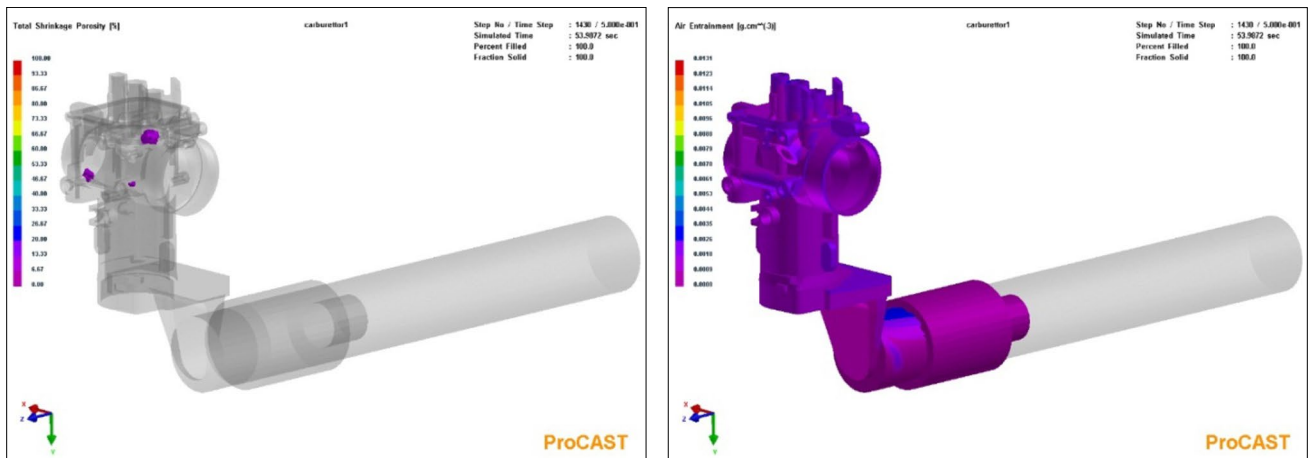 Total Shrinkage Porosity [%]
carburettor1
Step No / Time Step : 1430 / 5.000e-001
Simulated Time : 53.9872 sec
Percent Filled : 100.0
Fraction Solid : 100.0
100.00
93.33
86.67
80.00
73.33
66.67
60.00
53.33
46.67
40.00
33.33
26.67
20.00
13.33
6.67
0.00
X
Z
Y
ProCAST
Air Entrainment [g.cm^(-3)]
carburettor1
Step No / Time Step : 1430 / 5.000e-001
Simulated Time : 53.9872 sec
Percent Filled : 100.0
Fraction Solid : 100.0
0.0131
0.0123
0.0114
0.0105
0.0096
0.0088
0.0079
0.0070
0.0061
0.0053
0.0044
0.0035
0.0026
0.0018
0.0009
0.0000
X
Z
Y
ProCAST